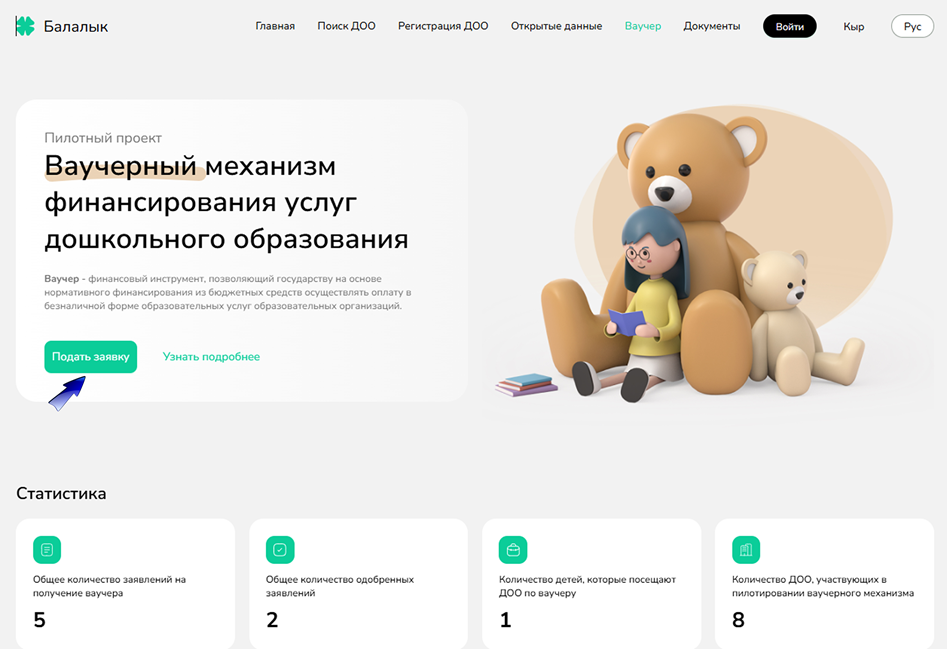 Балалык
Главная Поиск ДОО Регистрация ДОО Открытые данные Ваучер Документы Войти Кыр Рус
Пилотный проект
Ваучерный механизм
финансирования услуг
дошкольного образования
Ваучер - финансовый инструмент, позволяющий государству на основе
нормативного финансирования из бюджетных средств осуществлять оплату в
безналичной форме образовательных услуг образовательных организаций.
Подать заявку Узнать подробнее
Статистика
Общее количество заявлений на
получение ваучера
5
Общее количество одобренных
заявлений
2
Количество детей, которые посещают
ДОО по ваучеру
1
Количество ДОО, участвующих в
пилотировании ваучерного механизма
8